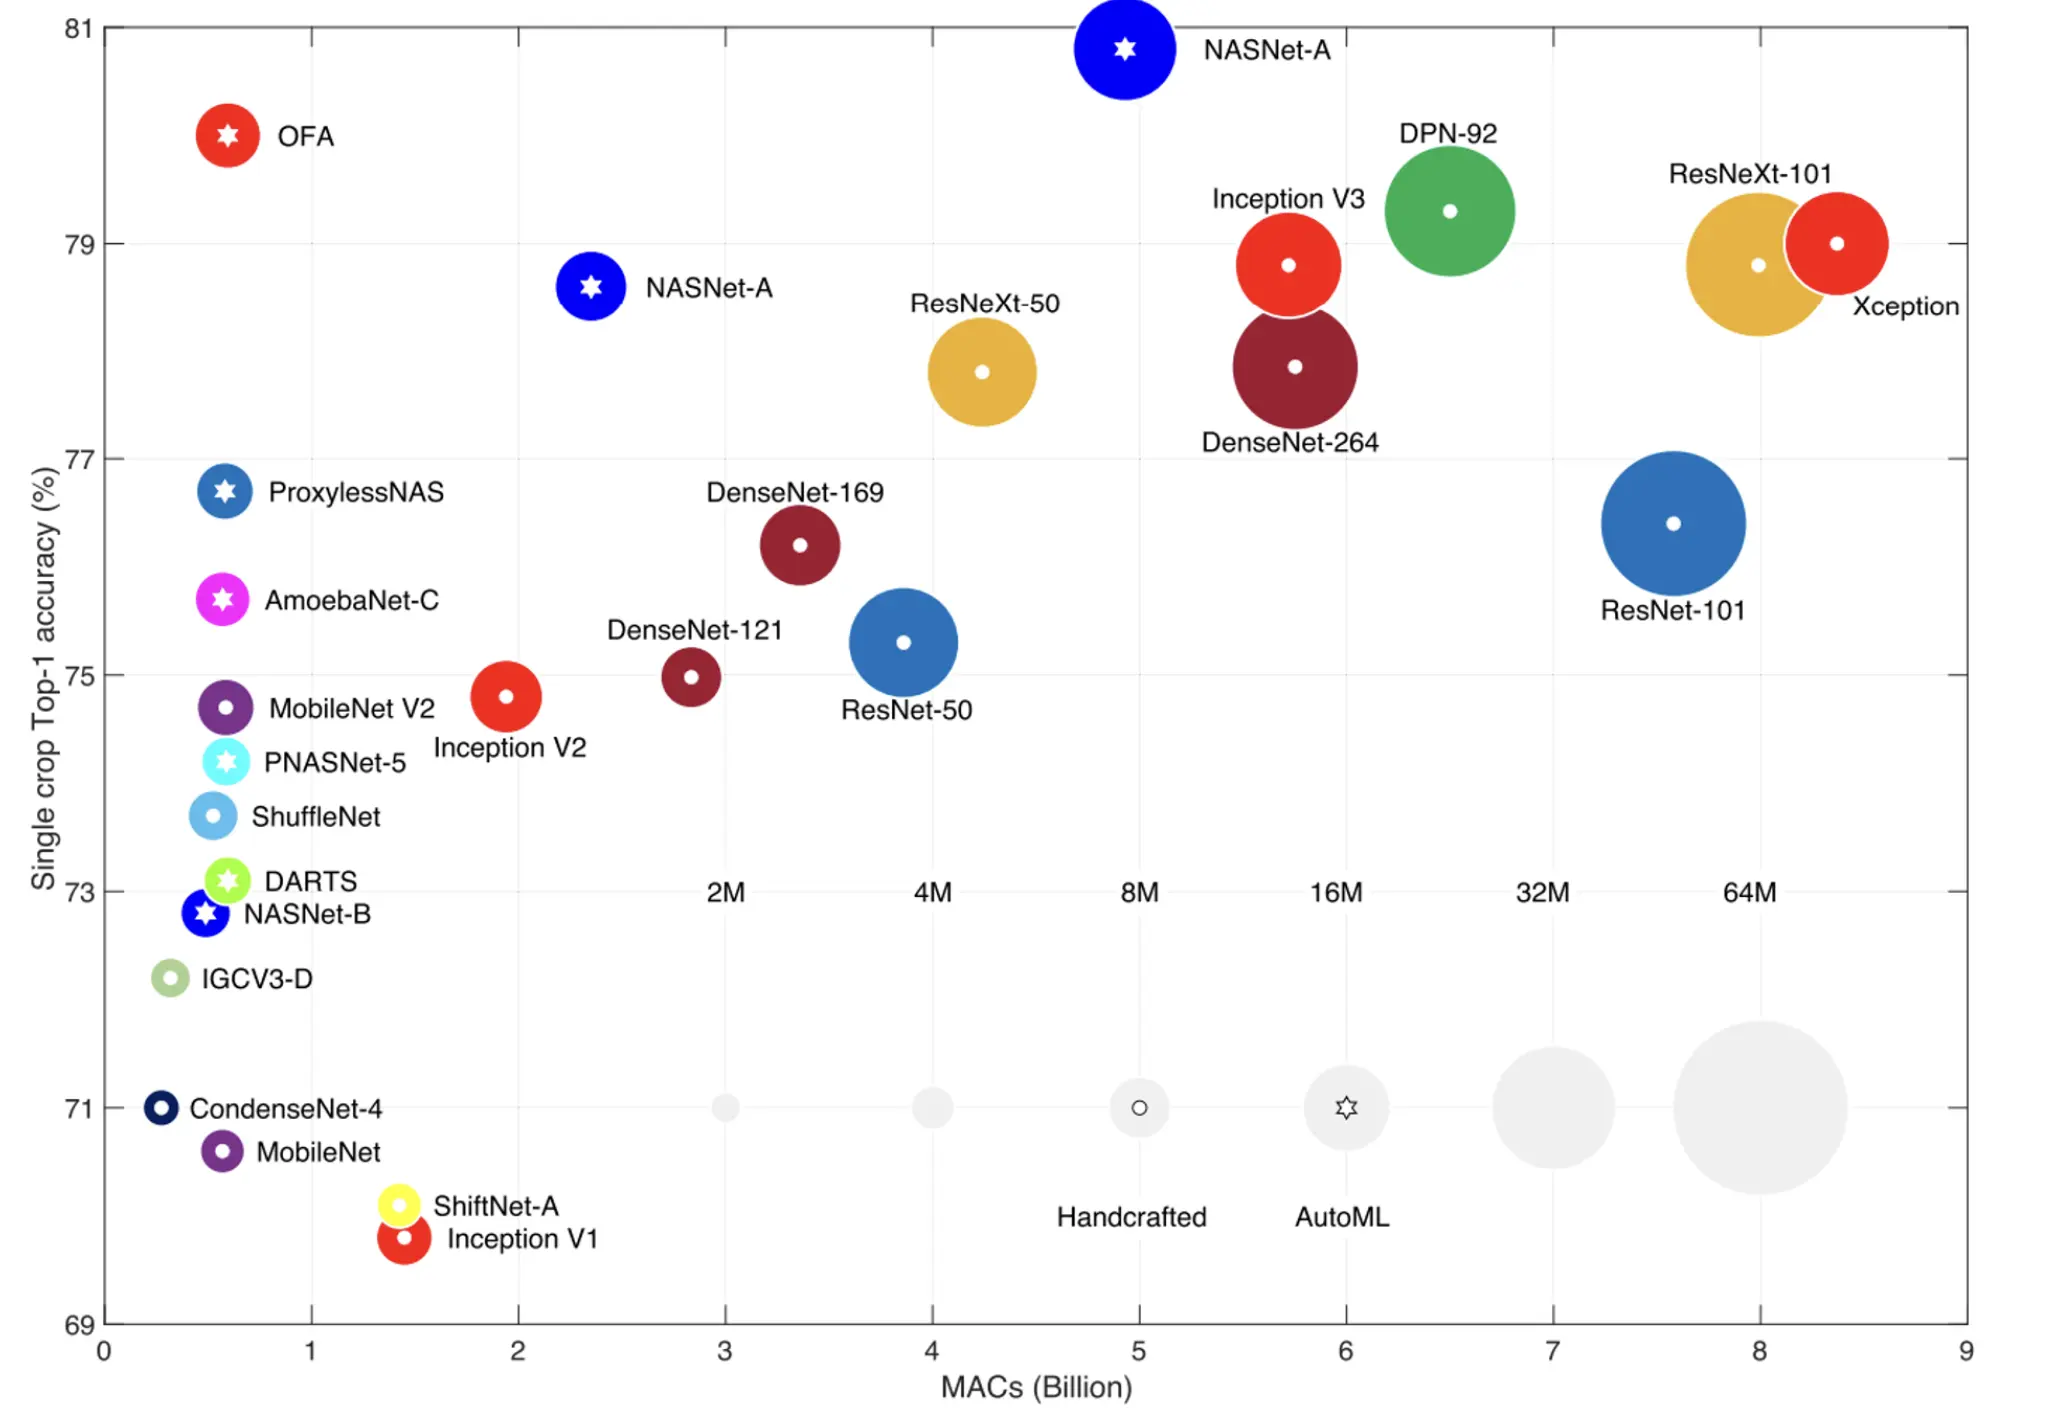 81
NASNet-A
OFA
DPN-92
ResNeXt-101
Inception V3
79
NASNet-A
ResNeXt-50
Xception
DenseNet-264
77
ProxylessNAS
DenseNet-169
AmoebaNet-C
ResNet-101
DenseNet-121
75
MobileNet V2
ResNet-50
Inception V2
PNASNet-5
ShuffleNet
Single crop Top-1 accuracy (%)
DARTS
73
2M
4M
8M
16M
32M
64M
NASNet-B
IGCV3-D
71
CondenseNet-4
MobileNet
ShiftNet-A
Handcrafted
AutoML
Inception V1
69
0 1 2 3 4 5 6 7 8 9
MACs (Billion)